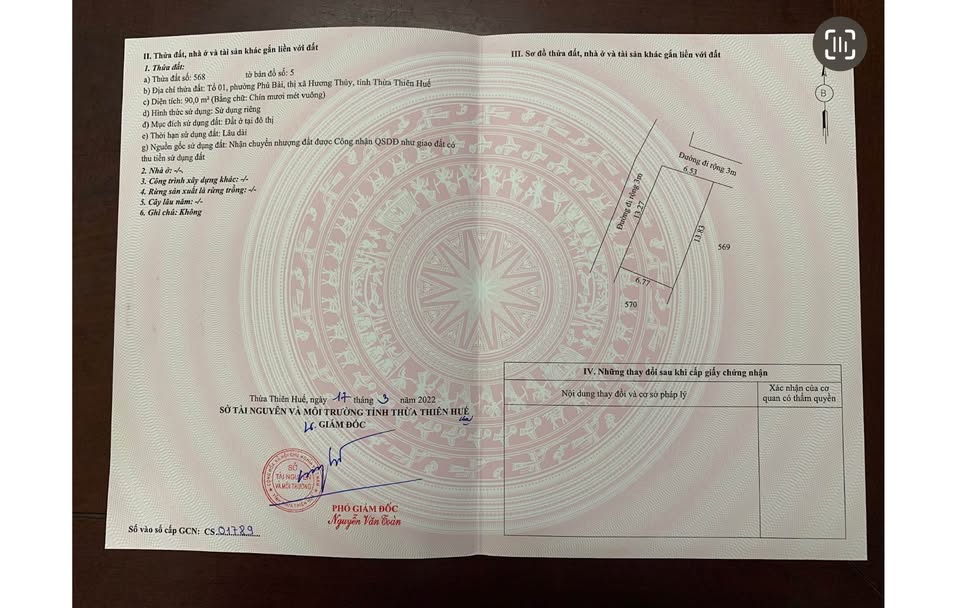 II. Thửa đất, nhà ở và tài sản khác gắn liền với đất
1. Thửa đất:
a) Thửa đất số: 568 tờ bản đồ số: 5
b) Địa chỉ thửa đất: Tổ 01, phường Phú Bài, thị xã Hương Thủy, tỉnh Thừa Thiên Huế
c) Diện tích: 90,0 m² (Bằng chữ: Chín mươi mét vuông)
d) Hình thức sử dụng: Sử dụng riêng
đ) Mục đích sử dụng đất: Đất ở tại đô thị
e) Thời hạn sử dụng đất: Lâu dài
g) Nguồn gốc sử dụng đất: Nhận chuyển nhượng đất được Công nhận QSDĐ như giao đất có
thu tiền sử dụng đất
2. Nhà ở: -/-
3. Công trình xây dựng khác: -/-
4. Rừng sản xuất là rừng trồng: -/-
5. Cây lâu năm: -/-
6. Ghi chú: Không
Thừa Thiên Huế, ngày 17 tháng 3 năm 2022
SỞ TÀI NGUYÊN VÀ MÔI TRƯỜNG TỈNH THỪA THIÊN HUẾ
GIÁM ĐỐC
SỞ
TÀI NGUYÊN
VÀ MÔI TRƯỜNG
PHÓ GIÁM ĐỐC
Nguyễn Văn Toàn
Số vào sổ cấp GCN: CS 01789
III. Sơ đồ thửa đất, nhà ở và tài sản khác gắn liền với đất
B
Đường đi rộng 3m
6.53
Đường đi rộng 3m
13.27
13.83
569
6.77
570
IV. Những thay đổi sau khi cấp giấy chứng nhận
Nội dung thay đổi và cơ sở pháp lý
Xác nhận của cơ
quan có thẩm quyền